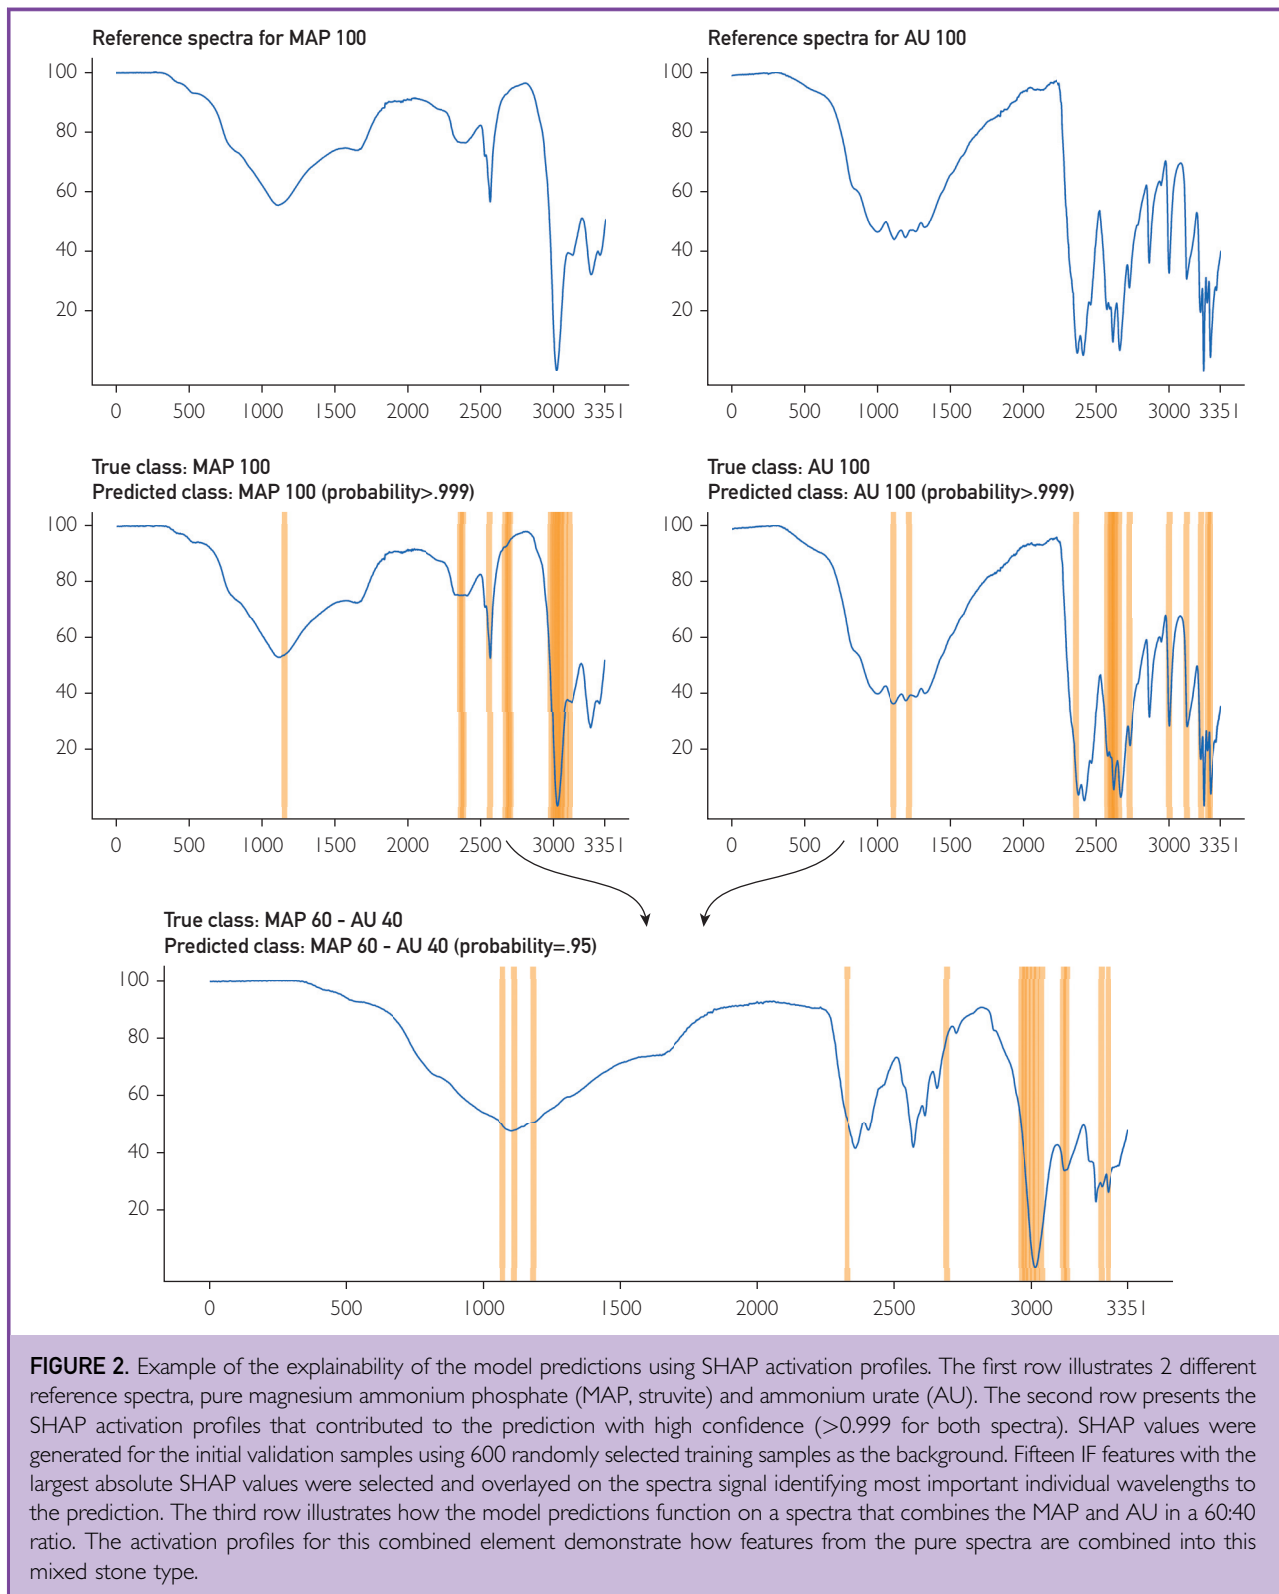 Reference spectra for MAP 100
Reference spectra for AU 100
100
80
60
40
20
0 500 1000 1500 2000 2500 3000 3351
100
80
60
40
20
0 500 1000 1500 2000 2500 3000 3351
True class: MAP 100
Predicted class: MAP 100 (probability>.999)
True class: AU 100
Predicted class: AU 100 (probability>.999)
100
80
60
40
20
0 500 1000 1500 2000 2500 3000 3351
100
80
60
40
20
0 500 1000 1500 2000 2500 3000 3351
True class: MAP 60 - AU 40
Predicted class: MAP 60 - AU 40 (probability=.95)
100
80
60
40
20
0 500 1000 1500 2000 2500 3000 3351
FIGURE 2. Example of the explainability of the model predictions using SHAP activation profiles. The first row illustrates 2 different
reference spectra, pure magnesium ammonium phosphate (MAP, struvite) and ammonium urate (AU). The second row presents the
SHAP activation profiles that contributed to the prediction with high confidence (>0.999 for both spectra). SHAP values were
generated for the initial validation samples using 600 randomly selected training samples as the background. Fifteen IF features with the
largest absolute SHAP values were selected and overlayed on the spectra signal identifying most important individual wavelengths to
the prediction. The third row illustrates how the model predictions function on a spectra that combines the MAP and AU in a 60:40
ratio. The activation profiles for this combined element demonstrate how features from the pure spectra are combined into this
mixed stone type.